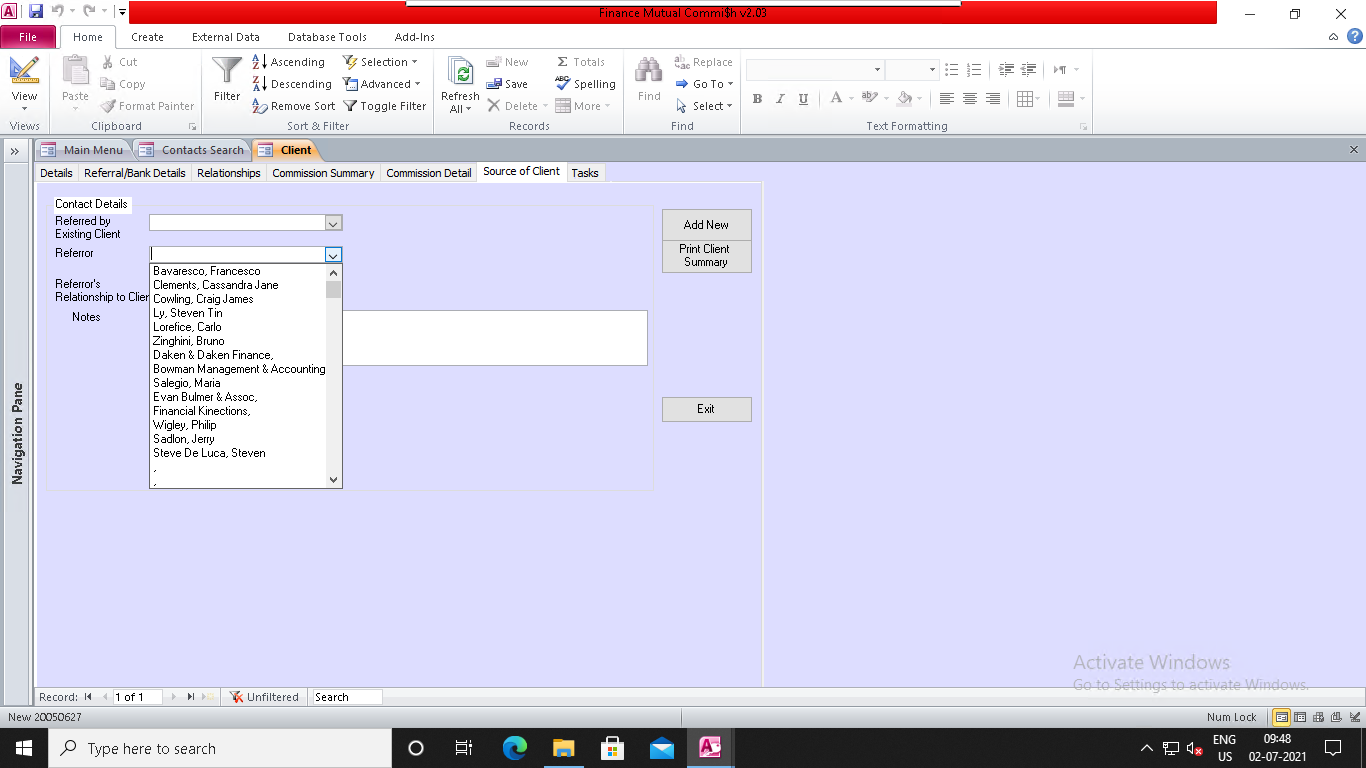 Finance Mutual Commi$h v2.03
File Home Create External Data Database Tools Add-Ins
View
Views
Paste
Cut
Copy
Format Painter
Clipboard
Filter
Ascending
Descending
Remove Sort
Selection
Advanced
Toggle Filter
Sort & Filter
Refresh
All
New
Save
Delete
Totals
Spelling
More
Records
Find
Replace
Go To
Select
Find
B I U A ab
Text Formatting
Main Menu Contacts Search Client
Details Referral/Bank Details Relationships Commission Summary Commission Detail Source of Client Tasks
Navigation Pane
Contact Details
Referred by
Existing Client
Referror
Bavaresco, Francesco
Clements, Cassandra Jane
Cowling, Craig James
Ly, Steven Tin
Lorefice, Carlo
Zinghini, Bruno
Daken & Daken Finance,
Bowman Management & Accounting
Salegio, Maria
Evan Bulmer & Assoc,
Financial Kinections,
Wigley, Philip
Sadlon, Jerry
Steve De Luca, Steven
,
,
Referror's
Relationship to Clien
Notes
Add New
Print Client
Summary
Exit
Activate Windows
Go to Settings to activate Windows.
Record: 1 of 1 Unfiltered Search
New 20050627
Num Lock
Type here to search
ENG
US
09:48
02-07-2021